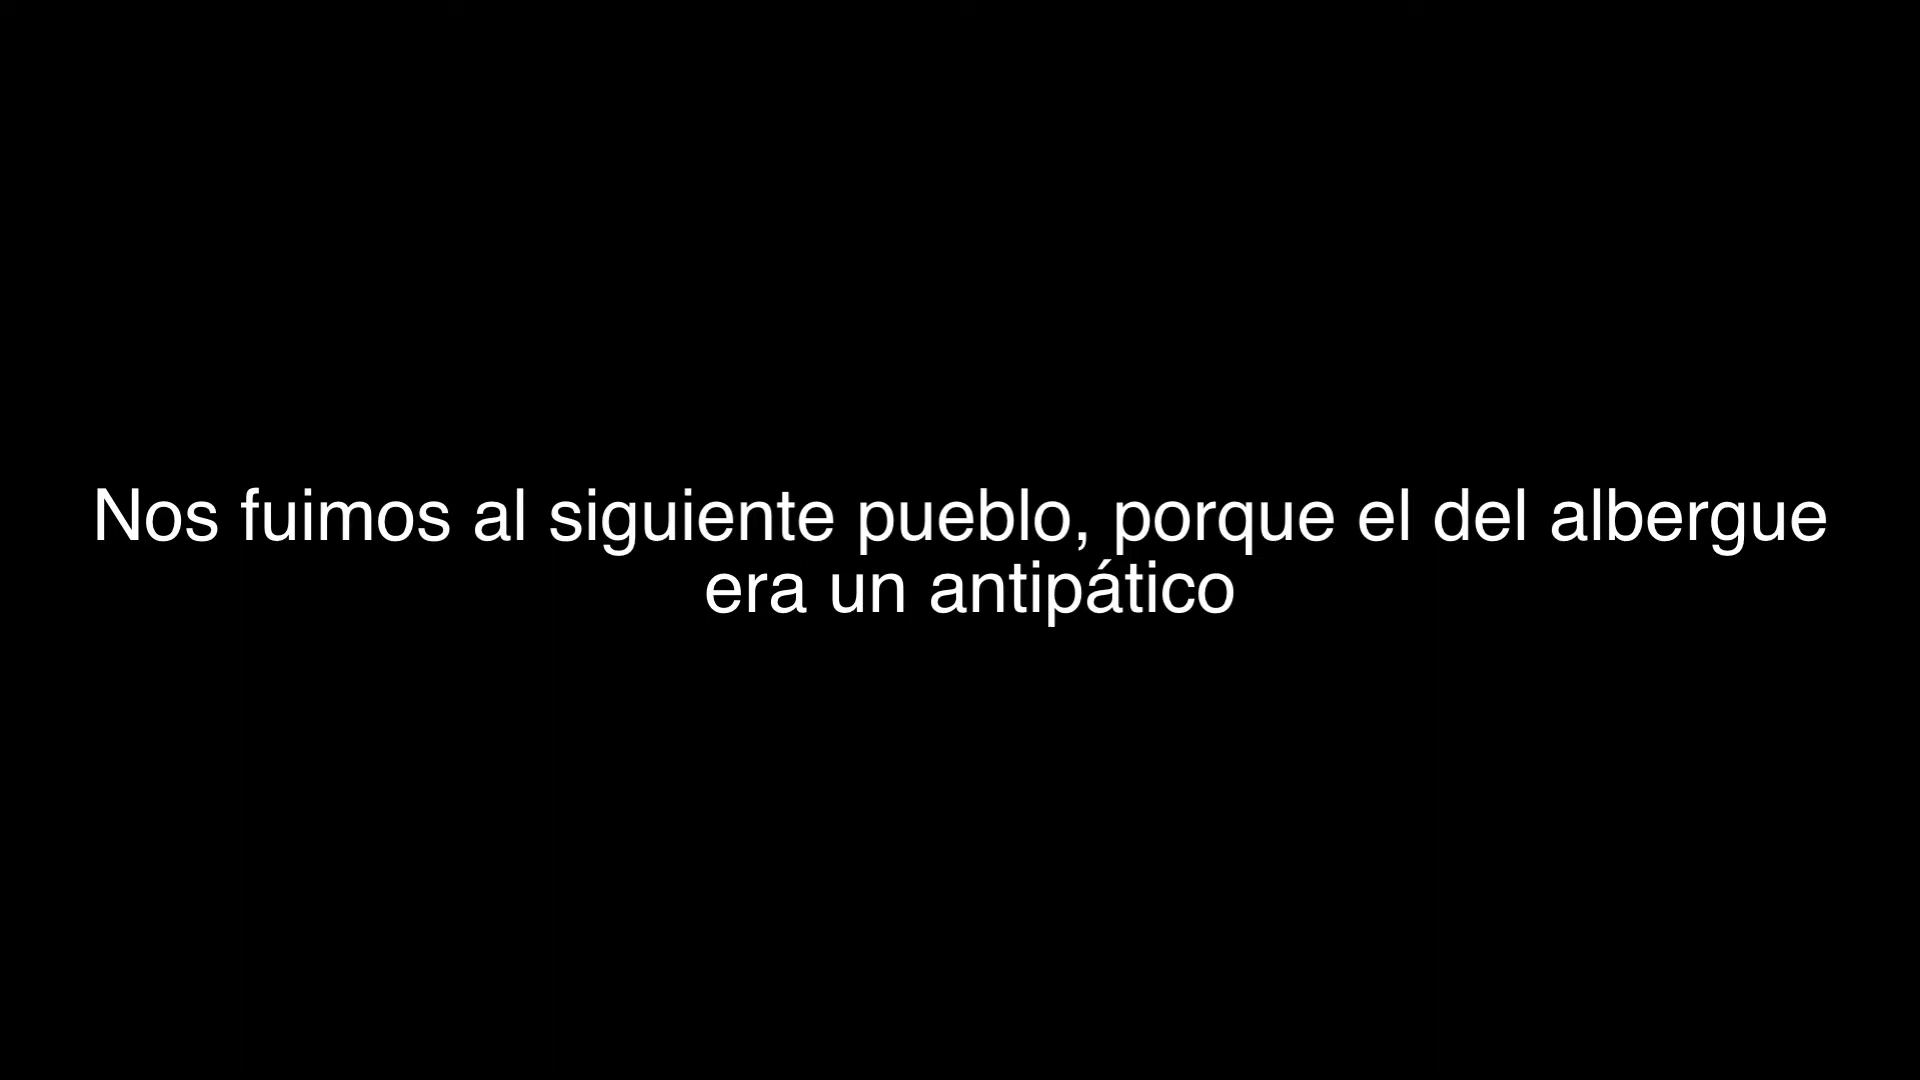 Nos fuimos al siguiente pueblo, porque el del albergue
era un antipático